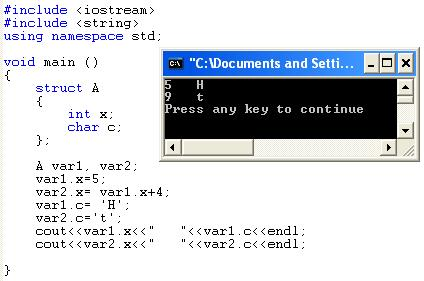 #include <iostream>
#include <string>
using namespace std;
void main ()
{
    struct A
    {
        int x;
        char c;
    };
    A var1, var2;
    var1.x=5;
    var2.x= var1.x+4;
    var1.c= 'H';
    var2.c='t';
    cout<<var1.x<<"   "<<var1.c<<endl;
    cout<<var2.x<<"   "<<var2.c<<endl;
}
"C:\Documents and Setti...
5   H
9   t
Press any key to continue